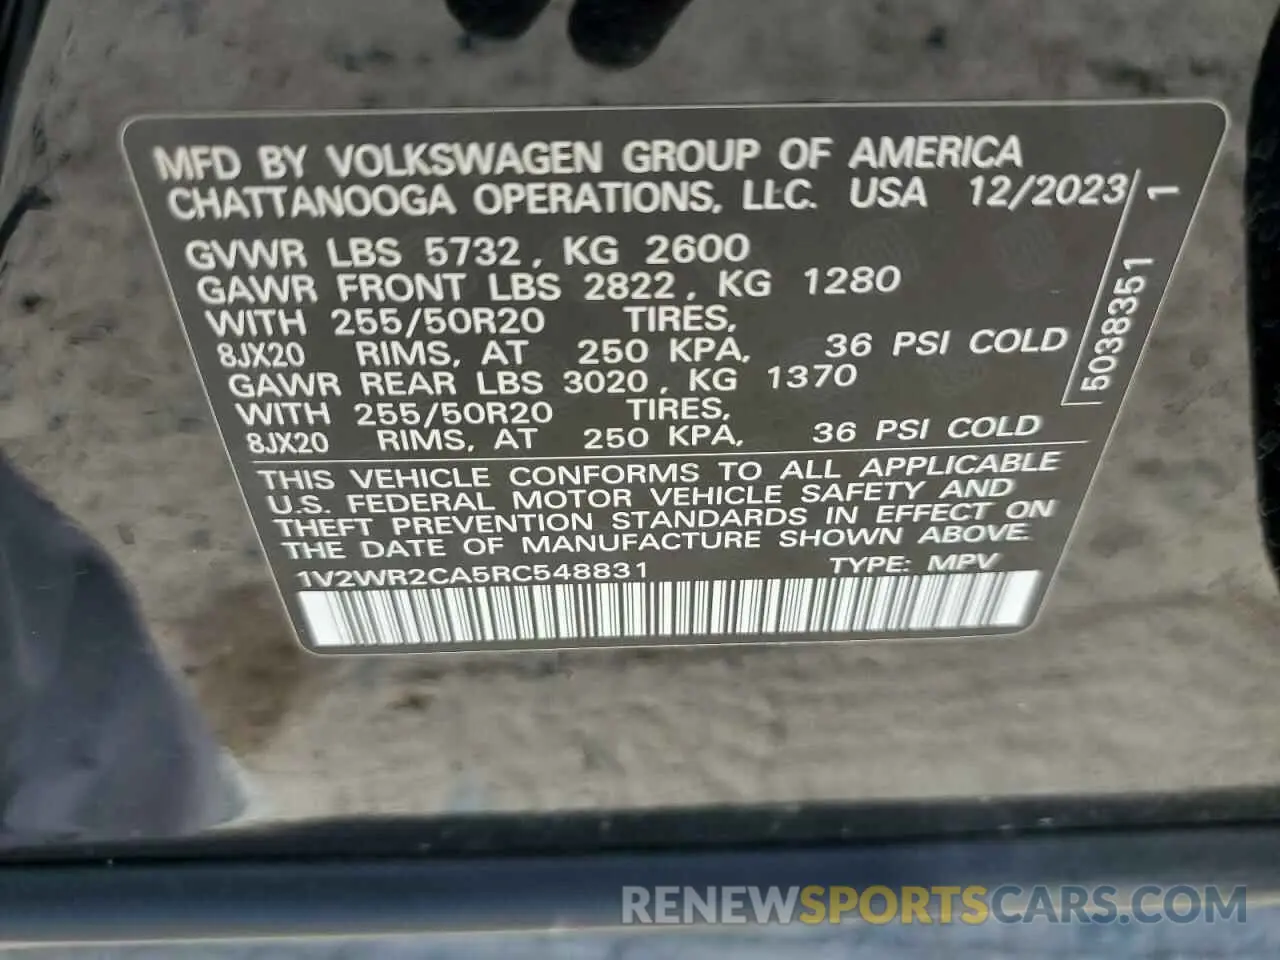 MFD BY VOLKSWAGEN GROUP OF AMERICA
CHATTANOOGA OPERATIONS, LLC. USA 12/2023
GVWR LBS 5732, KG 2600
GAWR FRONT LBS 2822, KG 1280
WITH 255/50R20 TIRES,
8JX20 RIMS, AT 250 KPA, 36 PSI COLD
GAWR REAR LBS 3020, KG 1370
WITH 255/50R20 TIRES,
8JX20 RIMS, AT 250 KPA, 36 PSI COLD
THIS VEHICLE CONFORMS TO ALL APPLICABLE
U.S. FEDERAL MOTOR VEHICLE SAFETY AND
THEFT PREVENTION STANDARDS IN EFFECT ON
THE DATE OF MANUFACTURE SHOWN ABOVE.
1V2WR2CA5RC548831 TYPE: MPV
5038351 1
RENEWSPORTSCARS.COM